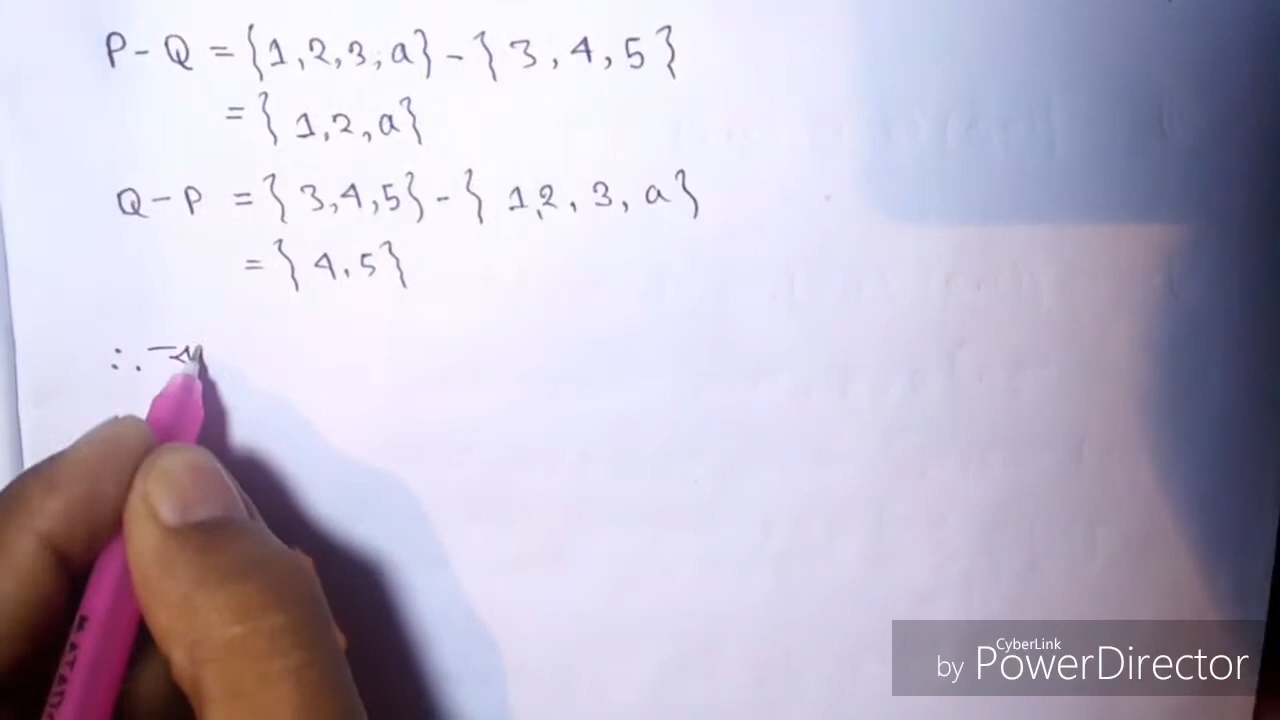 P - Q = {1, 2, 3, a} - {3, 4, 5}
= {1, 2, a}
Q - P = {3, 4, 5} - {1, 2, 3, a}
= {4, 5}
∴
MATADO
CyberLink
by PowerDirector